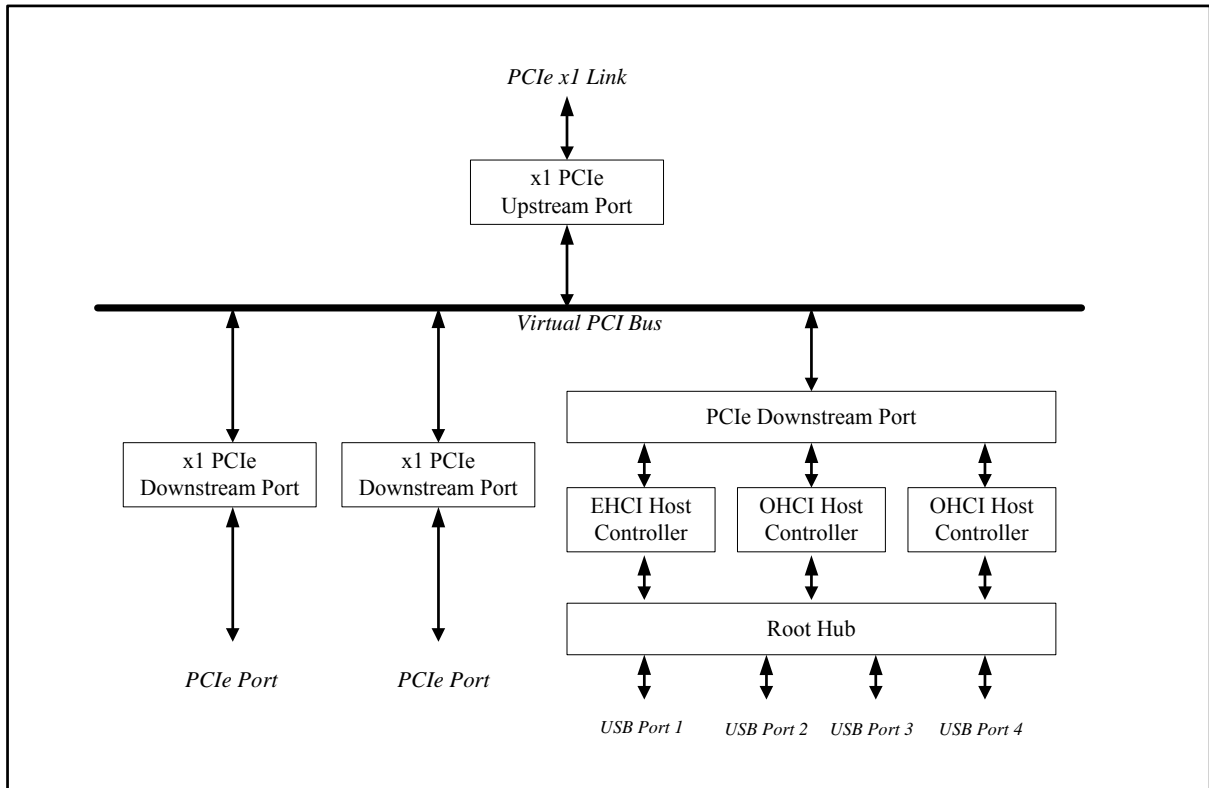 PCIe x1 Link
x1 PCIe
Upstream Port
Virtual PCI Bus
PCIe Downstream Port
x1 PCIe
Downstream Port
x1 PCIe
Downstream Port
EHCI Host
Controller
OHCI Host
Controller
OHCI Host
Controller
Root Hub
PCIe Port
PCIe Port
USB Port 1
USB Port 2
USB Port 3
USB Port 4